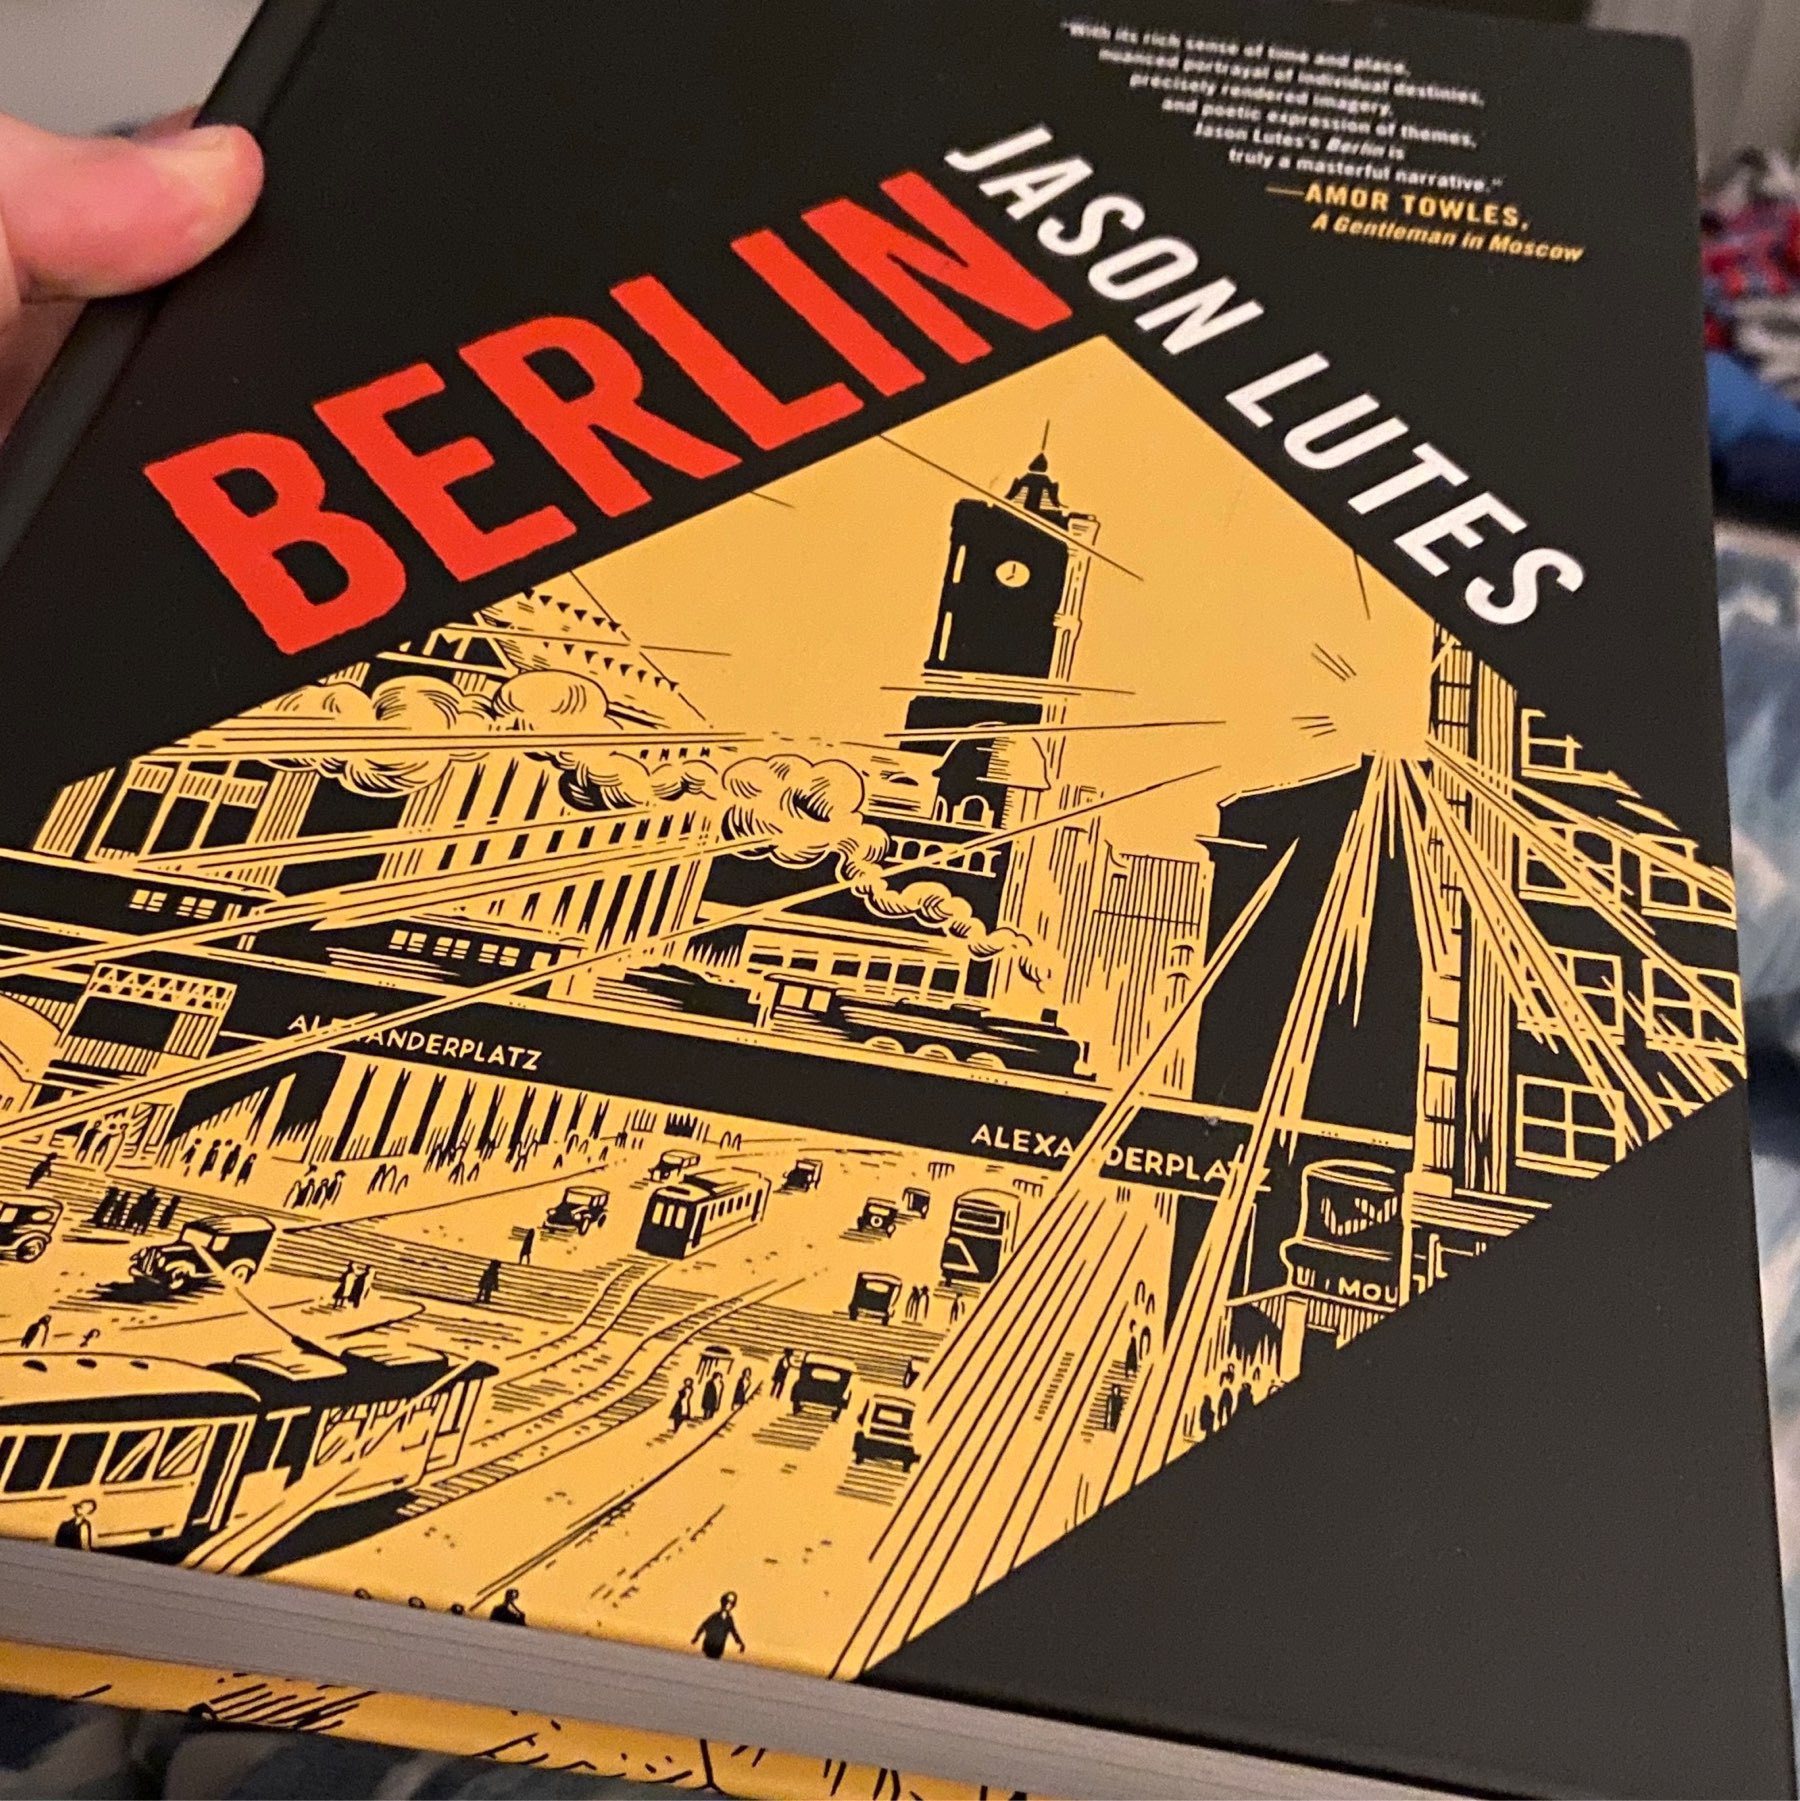 "With its rich sense of time and place,
nuanced portrayal of individual destinies,
precisely rendered imagery,
and poetic expression of themes,
Jason Lutes's Berlin is
truly a masterful narrative."
—AMOR TOWLES,
A Gentleman in Moscow
JASON LUTES
BERLIN
ALEXANDERPLATZ
ALEXANDERPLATZ
MOU